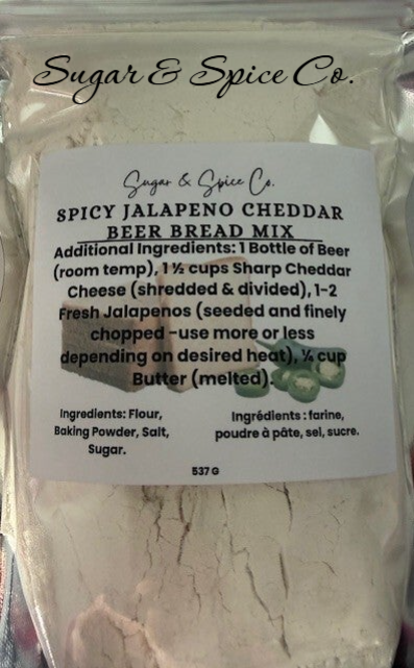 Sugar & Spice Co.
Sugar & Spice Co.
SPICY JALAPENO CHEDDAR
BEER BREAD MIX
Additional Ingredients: 1 Bottle of Beer
(room temp), 1 ½ cups Sharp Cheddar
Cheese (shredded & divided), 1-2
Fresh Jalapenos (seeded and finely
chopped -use more or less
depending on desired heat), ¼ cup
Butter (melted).
Ingredients: Flour,
Baking Powder, Salt,
Sugar.
Ingrédients : farine,
poudre à pâte, sel, sucre.
537 G